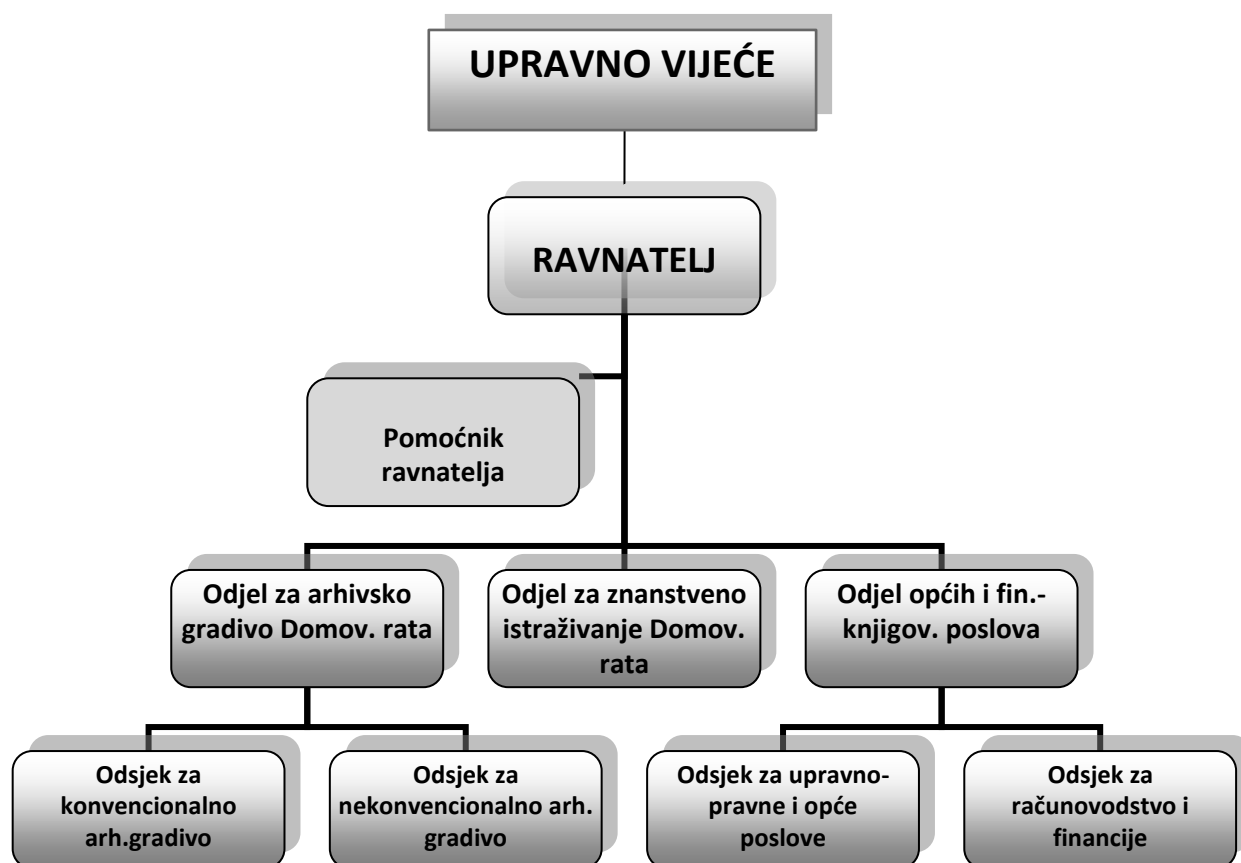 UPRAVNO VIJEĆE
RAVNATELJ
Pomoćnik
ravnatelja
Odjel za arhivsko
gradivo Domov. rata
Odjel za znanstveno
istraživanje Domov.
rata
Odjel općih i fin.-
knjigov. poslova
Odsjek za
konvencionalno
arh.gradivo
Odsjek za
nekonvencionalno arh.
gradivo
Odsjek za upravno-
pravne i opće
poslove
Odsjek za
računovodstvo i
financije